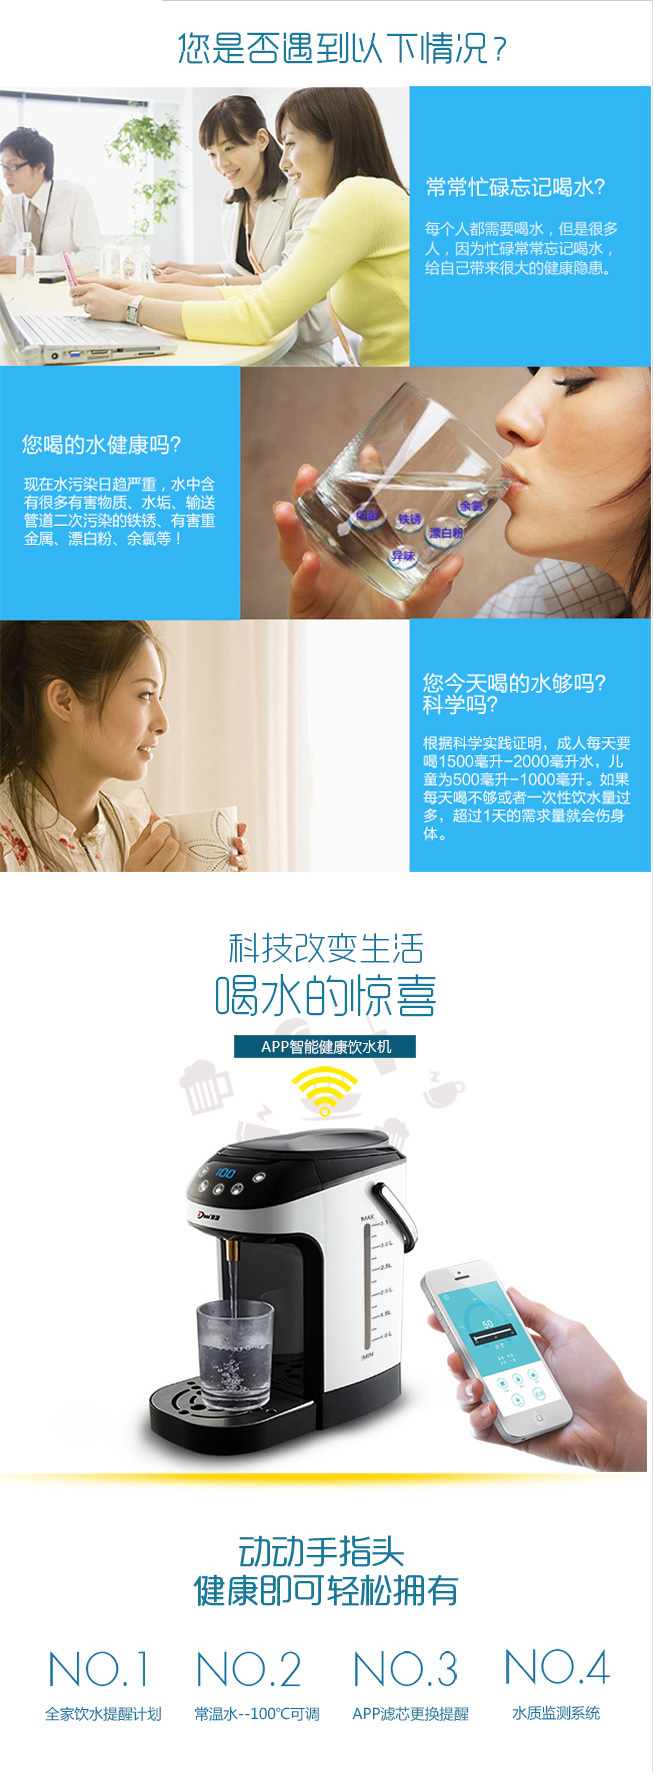 您是否遇到以下情况？
常常忙碌忘记喝水?
每个人都需要喝水，但是很多
人，因为忙碌常常忘记喝水，
给自己带来很大的健康隐患。
您喝的水健康吗?
现在水污染日趋严重，水中含
有很多有害物质、水垢、输送
管道二次污染的铁锈、有害重
金属、漂白粉、余氯等！
细菌
铁锈
余氯
漂白粉
异味
您今天喝的水够吗?
科学吗?
根据科学实践证明，成人每天要
喝1500毫升-2000毫升水，儿
童为500毫升-1000毫升。如果
每天喝不够或者一次性饮水量过
多，超过1天的需求量就会伤身
体。
科技改变生活
喝水的惊喜
APP智能健康饮水机
100
MAX
3.0 L
2.5L
2.0 L
1.5L
1.0 L
MIN
50
动动手指头
健康即可轻松拥有
NO.1
全家饮水提醒计划
NO.2
常温水--100℃可调
NO.3
APP滤芯更换提醒
NO.4
水质监测系统